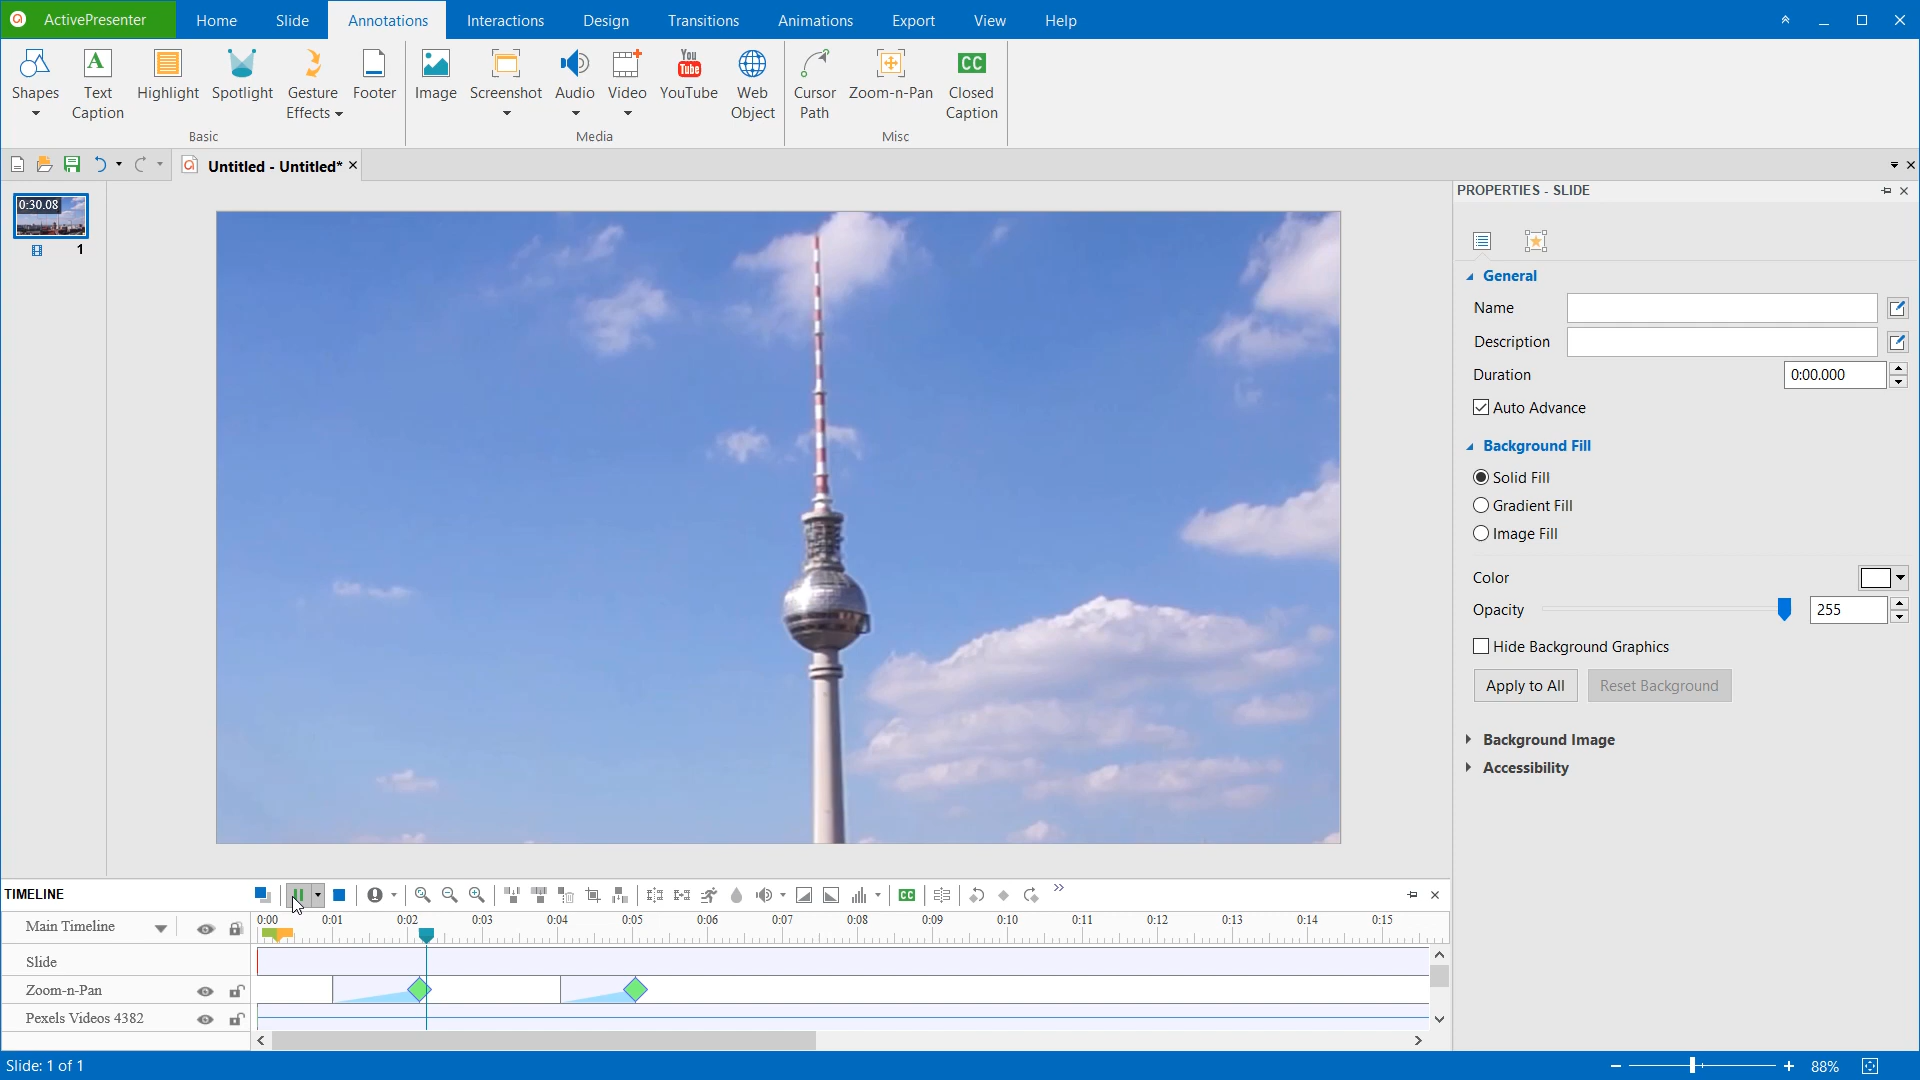 ActivePresenter
Home Slide Annotations Interactions Design Transitions Animations Export View Help
Shapes Text Caption Highlight Spotlight Gesture Effects Footer Image Screenshot Audio Video YouTube Web Object Cursor Path Zoom-n-Pan Closed Caption
A You Tube CC
Basic Media Misc
Untitled - Untitled*
PROPERTIES - SLIDE
0:30.08
1
General
Name
Description
Duration 0:00.000
Auto Advance
Background Fill
Solid Fill
Gradient Fill
Image Fill
Color
Opacity 255
Hide Background Graphics
Apply to All Reset Background
Background Image
Accessibility
TIMELINE CC
Main Timeline 0:00 0:01 0:02 0:03 0:04 0:05 0:06 0:07 0:08 0:09 0:10 0:11 0:12 0:13 0:14 0:15
Slide
Zoom-n-Pan
Pexels Videos 4382
Slide: 1 of 1 88%